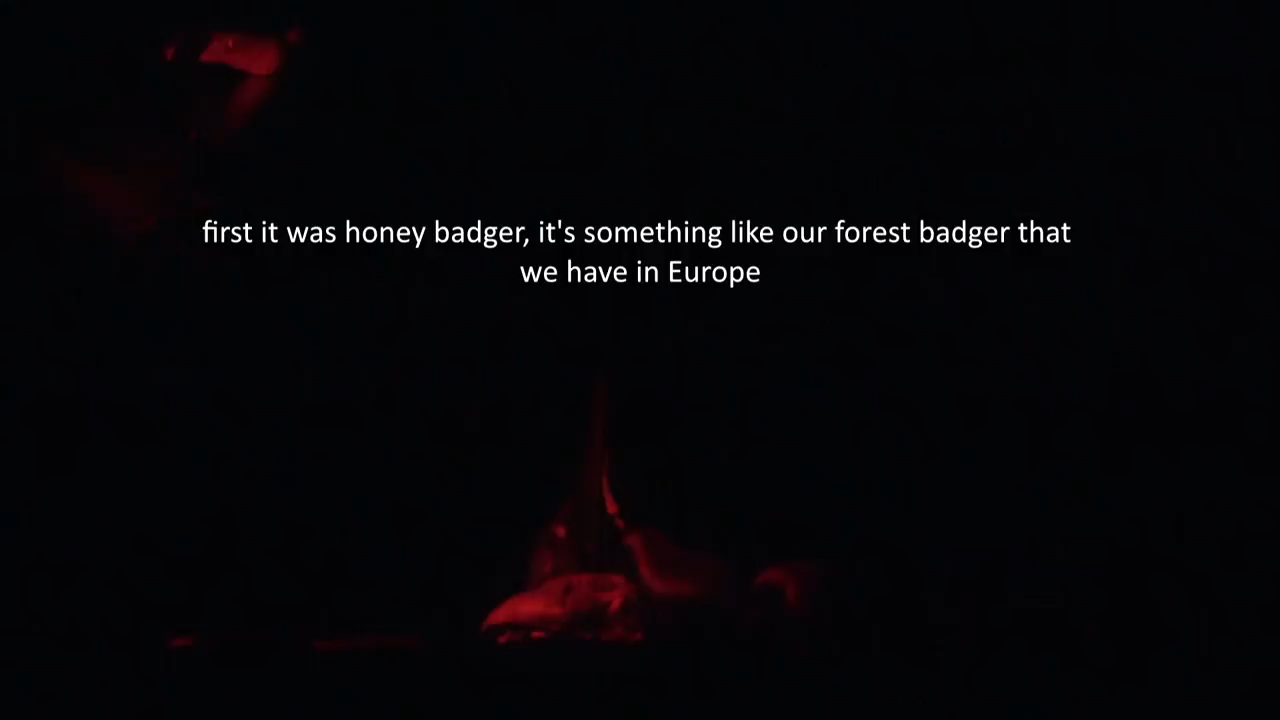 first it was honey badger, it's something like our forest badger that
we have in Europe